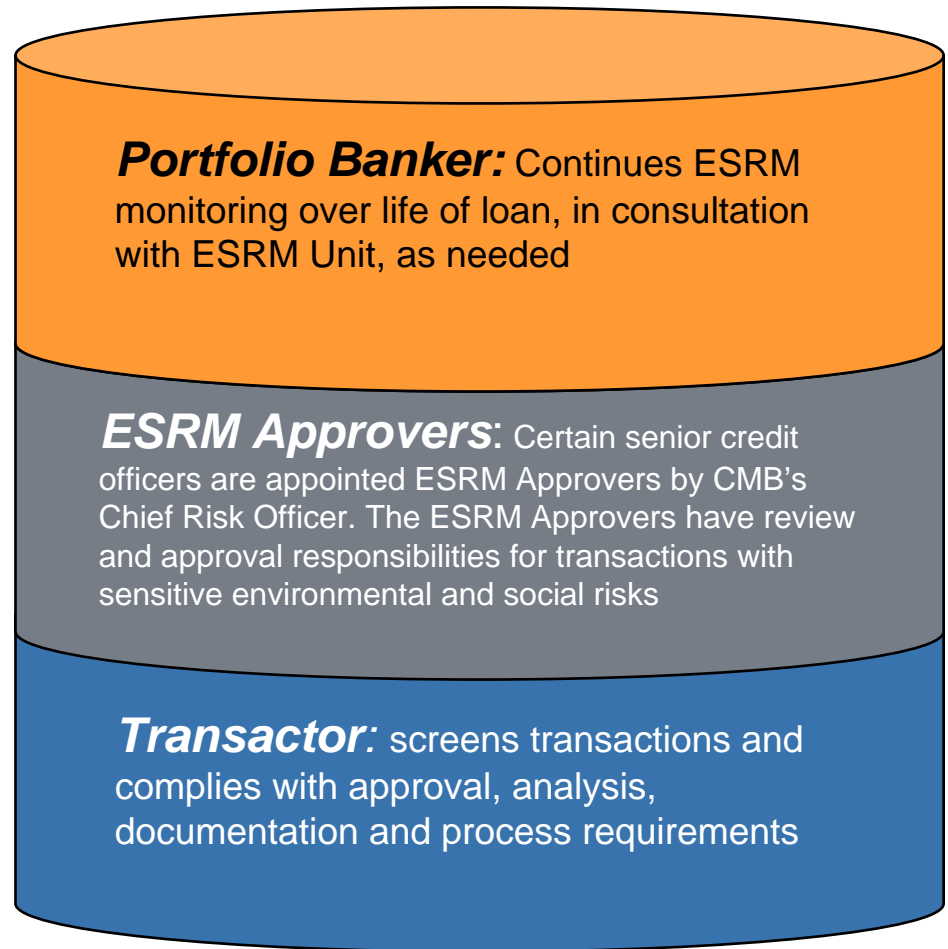 Portfolio Banker: Continues ESRM
monitoring over life of loan, in consultation
with ESRM Unit, as needed
ESRM Approvers: Certain senior credit
officers are appointed ESRM Approvers by CMB’s
Chief Risk Officer. The ESRM Approvers have review
and approval responsibilities for transactions with
sensitive environmental and social risks
Transactor: screens transactions and
complies with approval, analysis,
documentation and process requirements